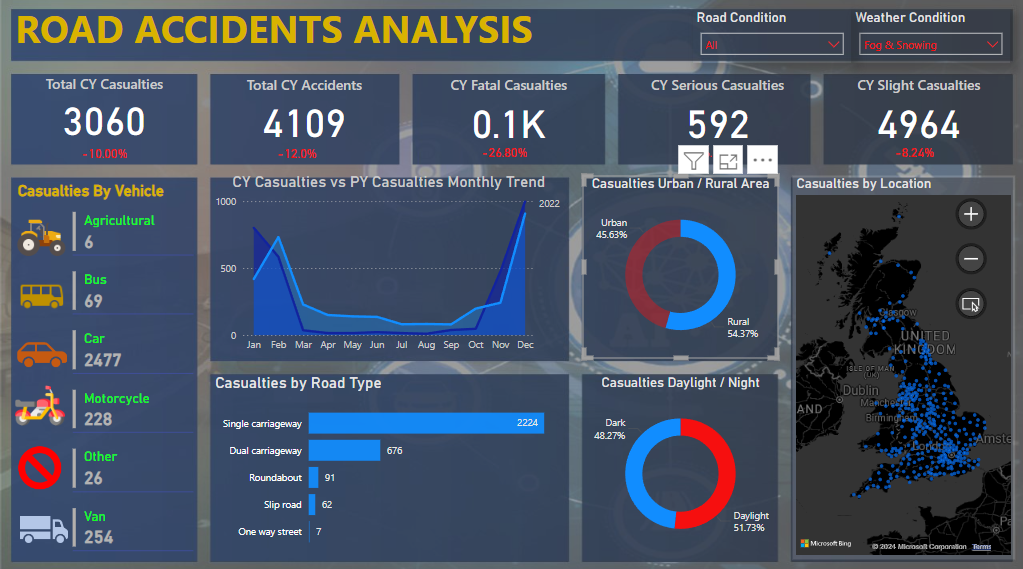 ROAD ACCIDENTS ANALYSIS
Road Condition
All
Weather Condition
Fog & Snowing
Total CY Casualties
3060
-10.00%
Total CY Accidents
4109
-12.0%
CY Fatal Casualties
0.1K
-26.80%
CY Serious Casualties
592
CY Slight Casualties
4964
-8.24%
Casualties By Vehicle
Agricultural
6
Bus
69
Car
2477
Motorcycle
228
Other
26
Van
254
CY Casualties vs PY Casualties Monthly Trend
1000
500
0
2022
Jan Feb Mar Apr May Jun Jul Aug Sep Oct Nov Dec
Casualties by Road Type
Single carriageway 2224
Dual carriageway 676
Roundabout 91
Slip road 62
One way street 7
Casualties Urban / Rural Area
Urban
45.63%
Rural
54.37%
Casualties Daylight / Night
Dark
48.27%
Daylight
51.73%
Casualties by Location
Glasgow
UNITED
KINGDOM
ISLE OF MAN
(UK)
Dublin
Manchester
AND
Birmingham
London
Amste
Pa
Microsoft Bing
© 2024 Microsoft Corporation Terms